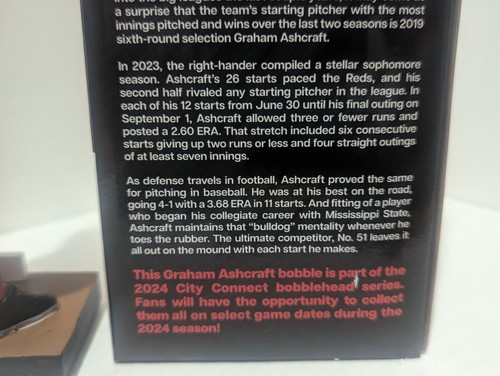 a surprise that the team's starting pitcher with the most
innings pitched and wins over the last two seasons is 2019
sixth-round selection Graham Ashcraft.
In 2023, the right-hander compiled a stellar sophomore
season. Ashcraft's 26 starts paced the Reds, and his
second half rivaled any starting pitcher in the league. In
each of his 12 starts from June 30 until his final outing on
September 1, Ashcraft allowed three or fewer runs and
posted a 2.60 ERA. That stretch included six consecutive
starts giving up two runs or less and four straight outings
of at least seven innings.
As defense travels in football, Ashcraft proved the same
for pitching in baseball. He was at his best on the road,
going 4-1 with a 3.68 ERA in 11 starts. And fitting of a player
who began his collegiate career with Mississippi State,
Ashcraft maintains that "bulldog" mentality whenever he
toes the rubber. The ultimate competitor, No. 51 leaves it
all out on the mound with each start he makes.
This Graham Ashcraft bobble is part of the
2024 City Connect bobblehead series.
Fans will have the opportunity to collect
them all on select game dates during the
2024 season!